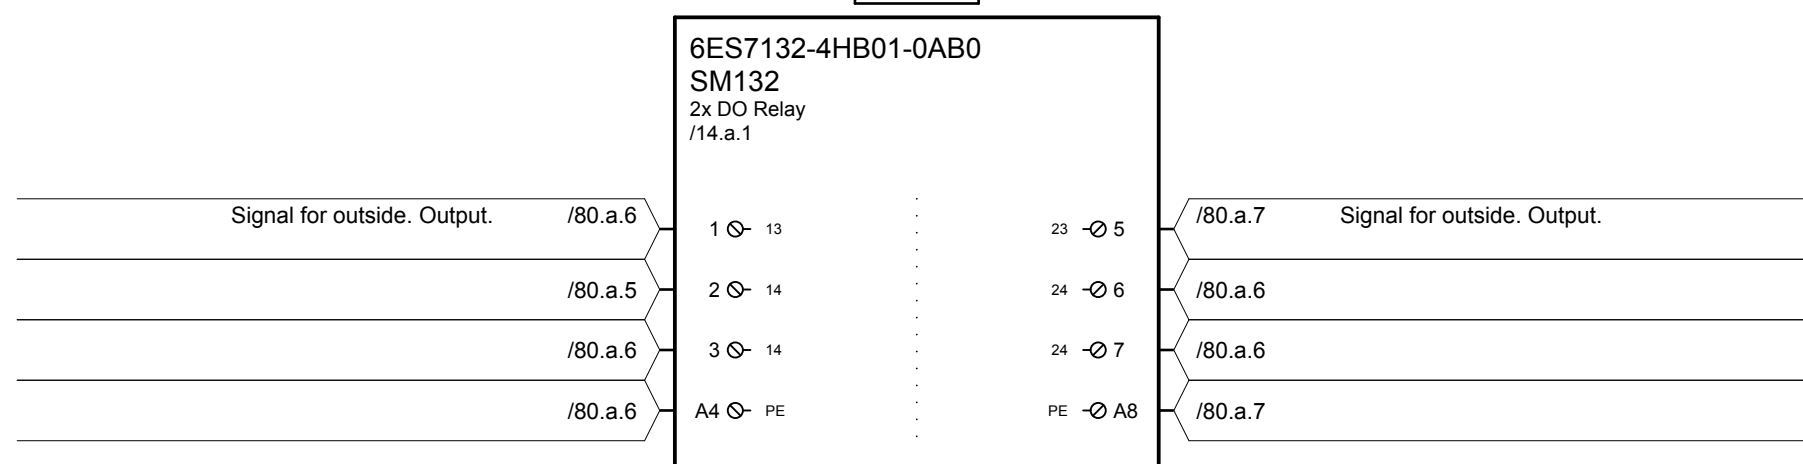 6ES7132-4HB01-0AB0
SM132
2x DO Relay
/14.a.1
Signal for outside. Output. /80.a.6 1 13 23 5 /80.a.7 Signal for outside. Output.
/80.a.5 2 14 24 6 /80.a.6
/80.a.6 3 14 24 7 /80.a.6
/80.a.6 A4 PE PE A8 /80.a.7